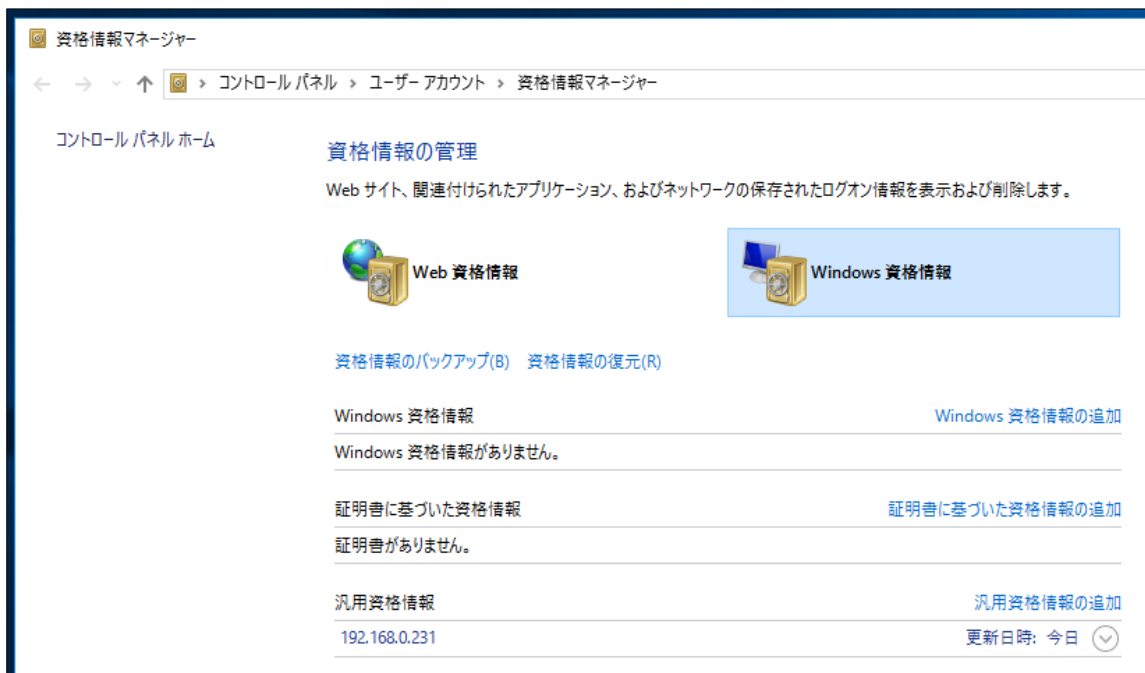 資格情報マネージャー
コントロール パネル > ユーザー アカウント > 資格情報マネージャー
コントロール パネル ホーム
資格情報の管理
Web サイト、関連付けられたアプリケーション、およびネットワークの保存されたログオン情報を表示および削除します。
Web 資格情報
Windows 資格情報
資格情報のバックアップ(B) 資格情報の復元(R)
Windows 資格情報 Windows 資格情報の追加
Windows 資格情報がありません。
証明書に基づいた資格情報 証明書に基づいた資格情報の追加
証明書がありません。
汎用資格情報 汎用資格情報の追加
192.168.0.231 更新日時: 今日